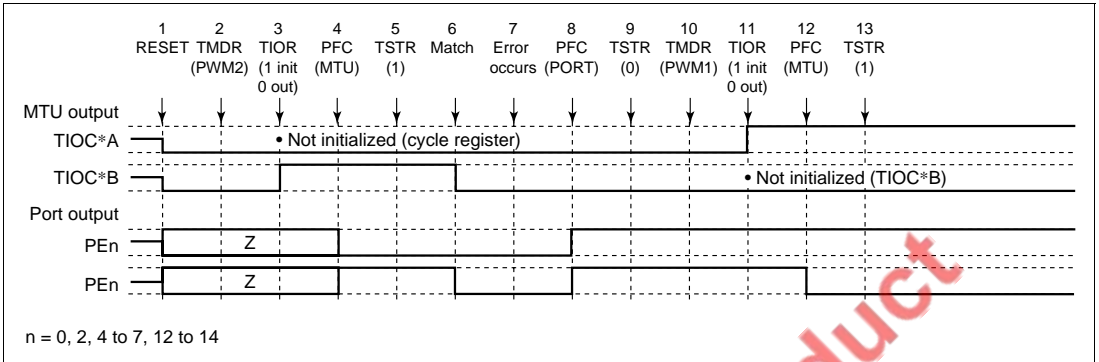 1 2 3 4 5 6 7 8 9 10 11 12 13
RESET TMDR TIOR PFC TSTR Match Error PFC TSTR TMDR TIOR PFC TSTR
(PWM2) (1 init (MTU) (1) occurs (PORT) (0) (PWM1) (1 init (MTU) (1)
0 out) 0 out)
MTU output
TIOC*A • Not initialized (cycle register)
TIOC*B • Not initialized (TIOC*B)
Port output
PEn Z
PEn Z
n = 0, 2, 4 to 7, 12 to 14
duct